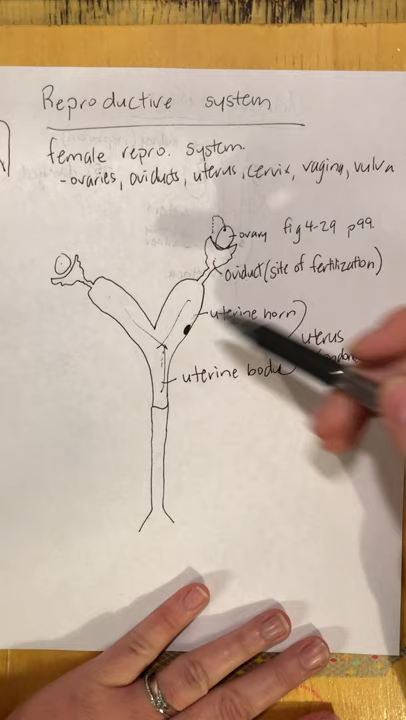 Reproductive system
female repro. system.
- ovaries, oviducts, uterus, cervix, vagina, vulva
ovary fig 4-29 p99
oviduct (site of fertilization)
uterine horn
uterus
uterine body